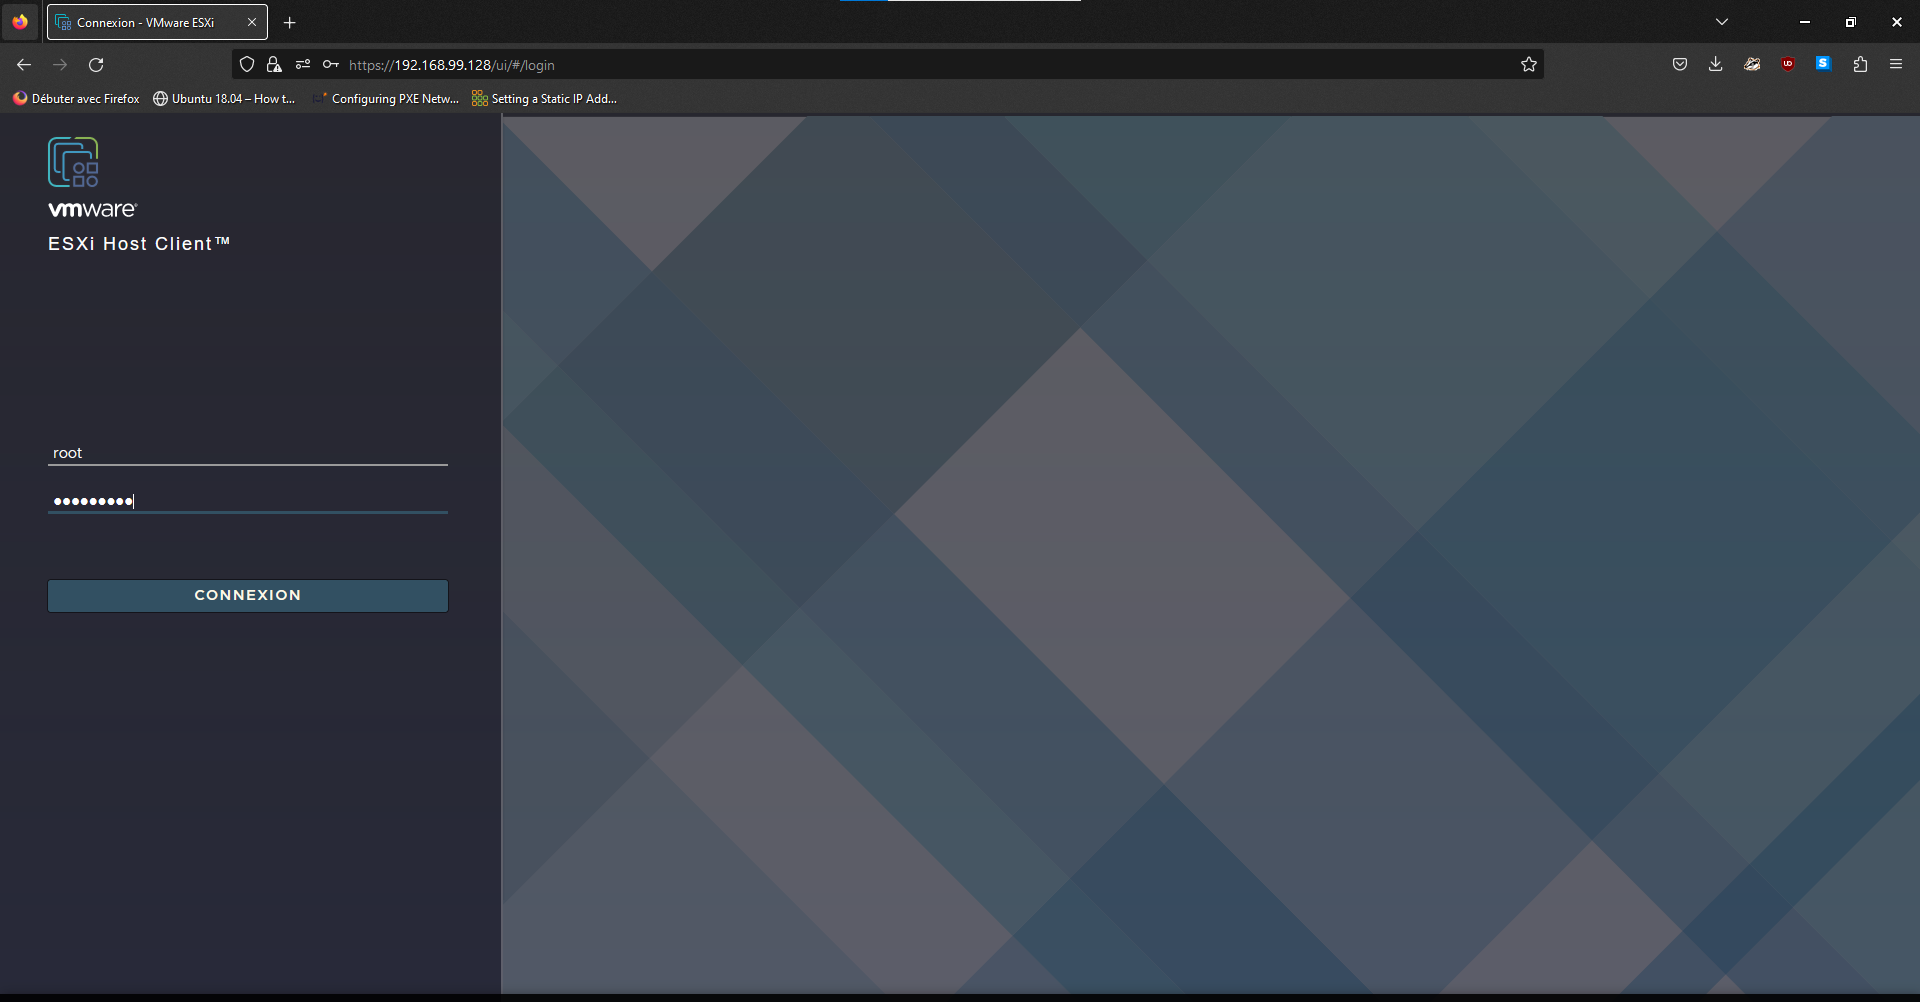 Connexion - VMware ESXi
https://192.168.99.128/ui/#/login
Débuter avec Firefox
Ubuntu 18.04 – How t...
Configuring PXE Netw...
Setting a Static IP Add...
vmware®
ESXi Host Client™
root
•••••••••
CONNEXION